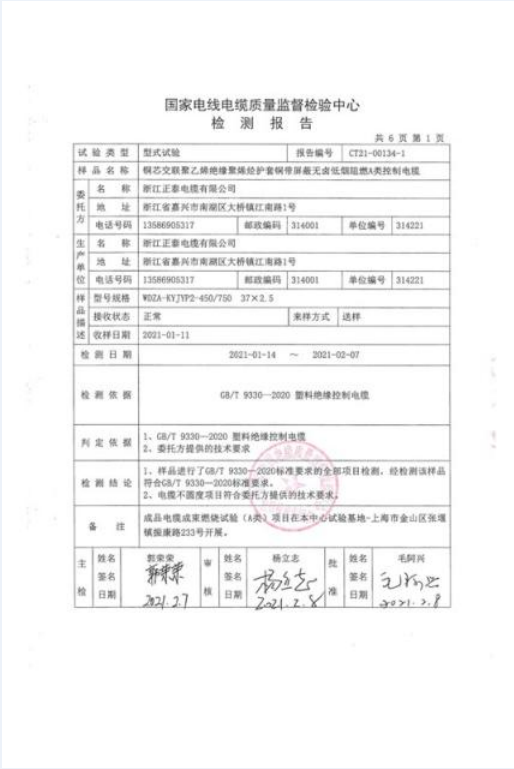 国家电线电缆质量监督检验中心
检 测 报 告
共 6 页 第 1 页
试 验 类 型 型式试验 报告编号 CT21-00134-1
样 品 名 称 铜芯交联聚乙烯绝缘聚烯烃护套铜带屏蔽无卤低烟阻燃A类控制电缆
委托方 名 称 浙江正泰电缆有限公司
地 址 浙江省嘉兴市南湖区大桥镇江南路1号
电话号码 13586905317 邮政编码 314001 单位编号 314221
生产单位 名 称 浙江正泰电缆有限公司
地 址 浙江省嘉兴市南湖区大桥镇江南路1号
电话号码 13586905317 邮政编码 314001 单位编号 314221
样品描述 型号规格 WDZA-KYJYP2-450/750 37×2.5
接收状态 正常 来样方式 送样
收样日期 2021-01-11
检 测 日 期 2021-01-14 ～ 2021-02-07
检 测 依 据 GB/T 9330—2020 塑料绝缘控制电缆
判 定 依 据 1、GB/T 9330—2020 塑料绝缘控制电缆
2、委托方提供的技术要求
检 测 结 论 1、样品进行了GB/T 9330—2020标准要求的全部项目检测，经检测该样品
符合GB/T 9330—2020标准要求。
2、电缆不圆度项目符合委托方提供的技术要求。
备 注 成品电缆成束燃烧试验（A类）项目在本中心试验基地-上海市金山区张堰
镇振康路233号开展。
主检 姓名 郭荣荣 审核 姓名 杨立志 批准 姓名 毛阿兴
签名 郭荣荣 签名 杨立志 签名
日期 2021.2.7 日期 2021.2.8 日期 2021.2.8